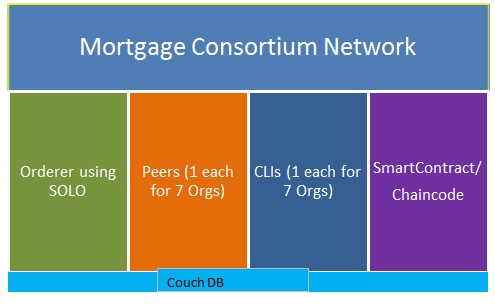 Mortgage Consortium Network
Orderer using
SOLO
Peers (1 each
for 7 Orgs)
CLIs (1 each for
7 Orgs)
SmartContract/
Chaincode
Couch DB